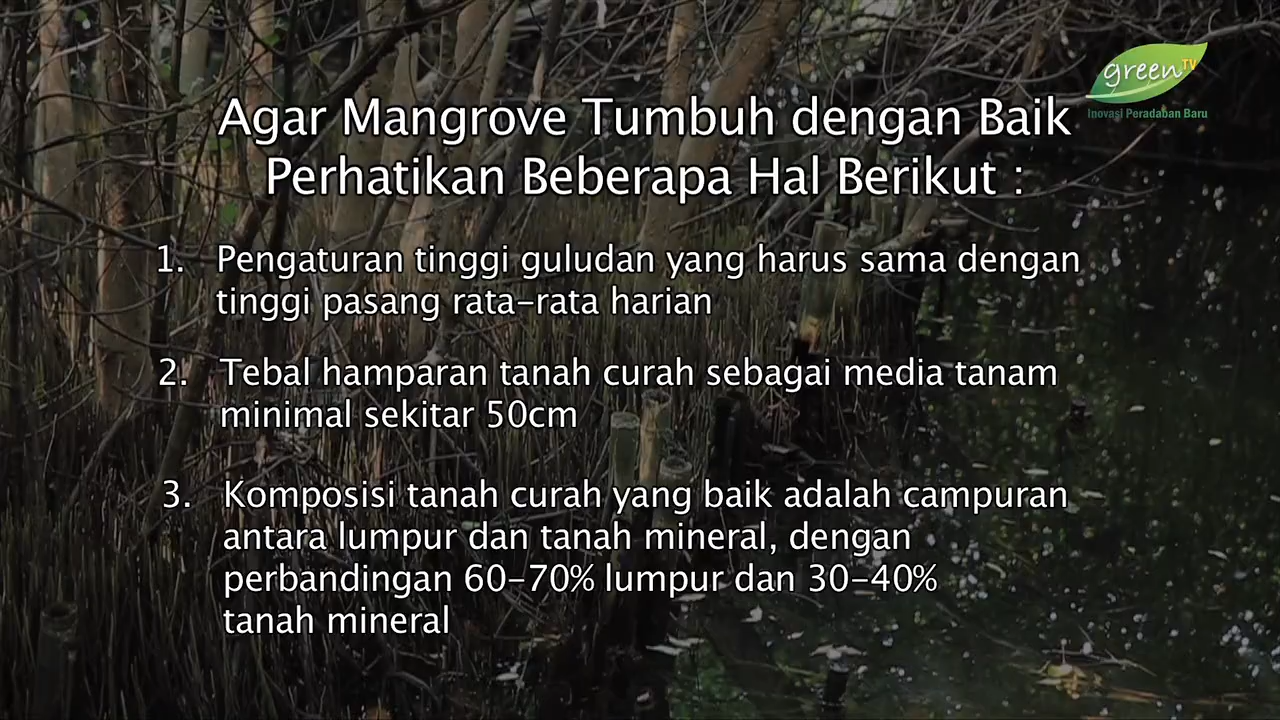 green TV
Inovasi Peradaban Baru
Agar Mangrove Tumbuh dengan Baik
Perhatikan Beberapa Hal Berikut :
1. Pengaturan tinggi guludan yang harus sama dengan
tinggi pasang rata-rata harian
2. Tebal hamparan tanah curah sebagai media tanam
minimal sekitar 50cm
3. Komposisi tanah curah yang baik adalah campuran
antara lumpur dan tanah mineral, dengan
perbandingan 60-70% lumpur dan 30-40%
tanah mineral